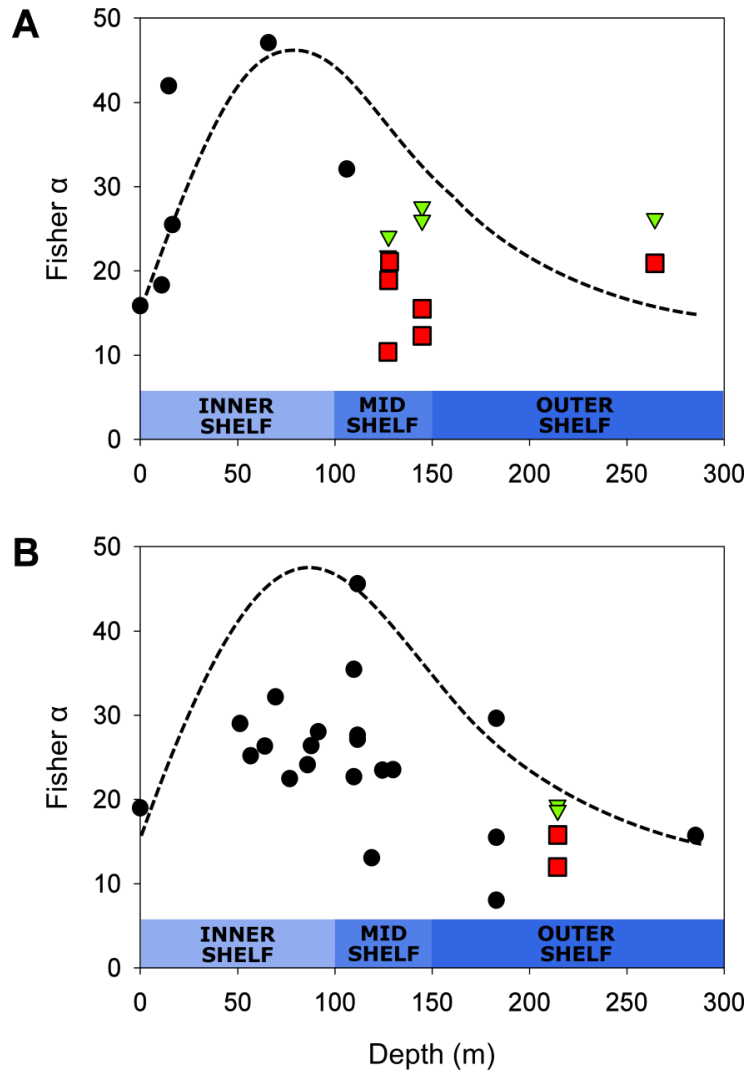 A
50
40
30
20
10
0
Fisher α
INNER
SHELF
MID
SHELF
OUTER
SHELF
0
50
100
150
200
250
300
B
50
40
30
20
10
0
Fisher α
INNER
SHELF
MID
SHELF
OUTER
SHELF
0
50
100
150
200
250
300
Depth (m)